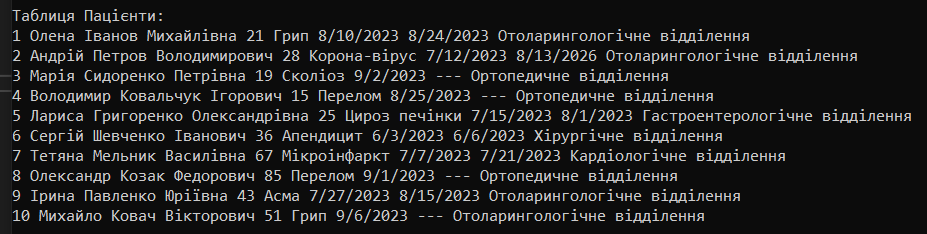 Таблиця Пацієнти:
1 Олена Іванов Михайлівна 21 Грип 8/10/2023 8/24/2023 Отоларингологічне відділення
2 Андрій Петров Володимирович 28 Корона-вірус 7/12/2023 8/13/2026 Отоларингологічне відділення
3 Марія Сидоренко Петрівна 19 Сколіоз 9/2/2023 --- Ортопедичне відділення
4 Володимир Ковальчук Ігорович 15 Перелом 8/25/2023 --- Ортопедичне відділення
5 Лариса Григоренко Олександрівна 25 Цироз печінки 7/15/2023 8/1/2023 Гастроентерологічне відділення
6 Сергій Шевченко Іванович 36 Апендицит 6/3/2023 6/6/2023 Хірургічне відділення
7 Тетяна Мельник Василівна 67 Мікроінфаркт 7/7/2023 7/21/2023 Кардіологічне відділення
8 Олександр Козак Федорович 85 Перелом 9/1/2023 --- Ортопедичне відділення
9 Ірина Павленко Юріївна 43 Асма 7/27/2023 8/15/2023 Отоларингологічне відділення
10 Михайло Ковач Вікторович 51 Грип 9/6/2023 --- Отоларингологічне відділення